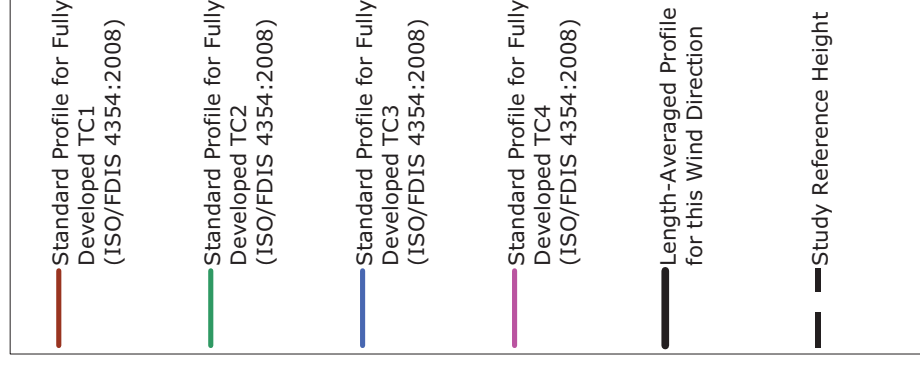 Standard Profile for Fully
Developed TC1
(ISO/FDIS 4354:2008)
Standard Profile for Fully
Developed TC2
(ISO/FDIS 4354:2008)
Standard Profile for Fully
Developed TC3
(ISO/FDIS 4354:2008)
Standard Profile for Fully
Developed TC4
(ISO/FDIS 4354:2008)
Length-Averaged Profile
for this Wind Direction
Study Reference Height